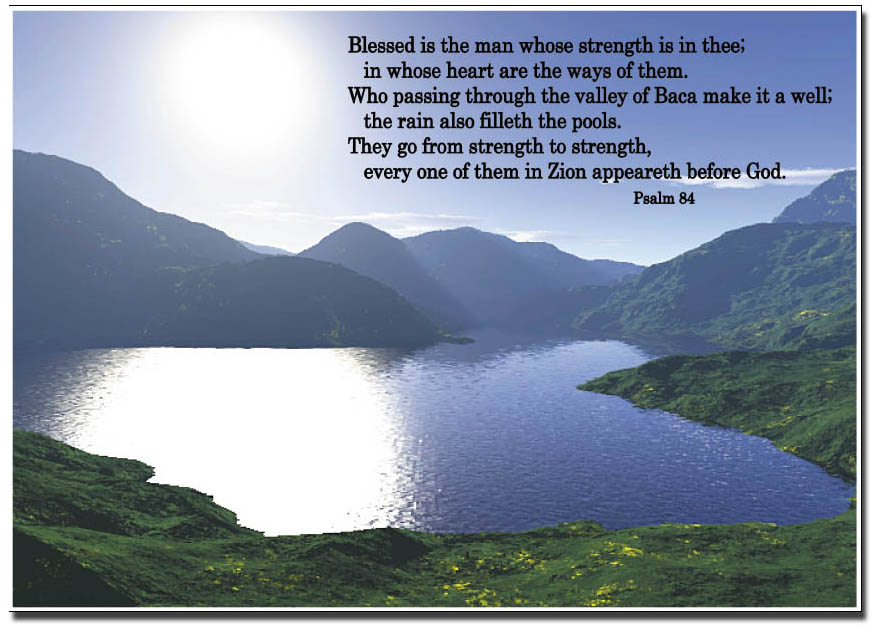 Blessed is the man whose strength is in thee;
in whose heart are the ways of them.
Who passing through the valley of Baca make it a well;
the rain also filleth the pools.
They go from strength to strength,
every one of them in Zion appeareth before God.
Psalm 84